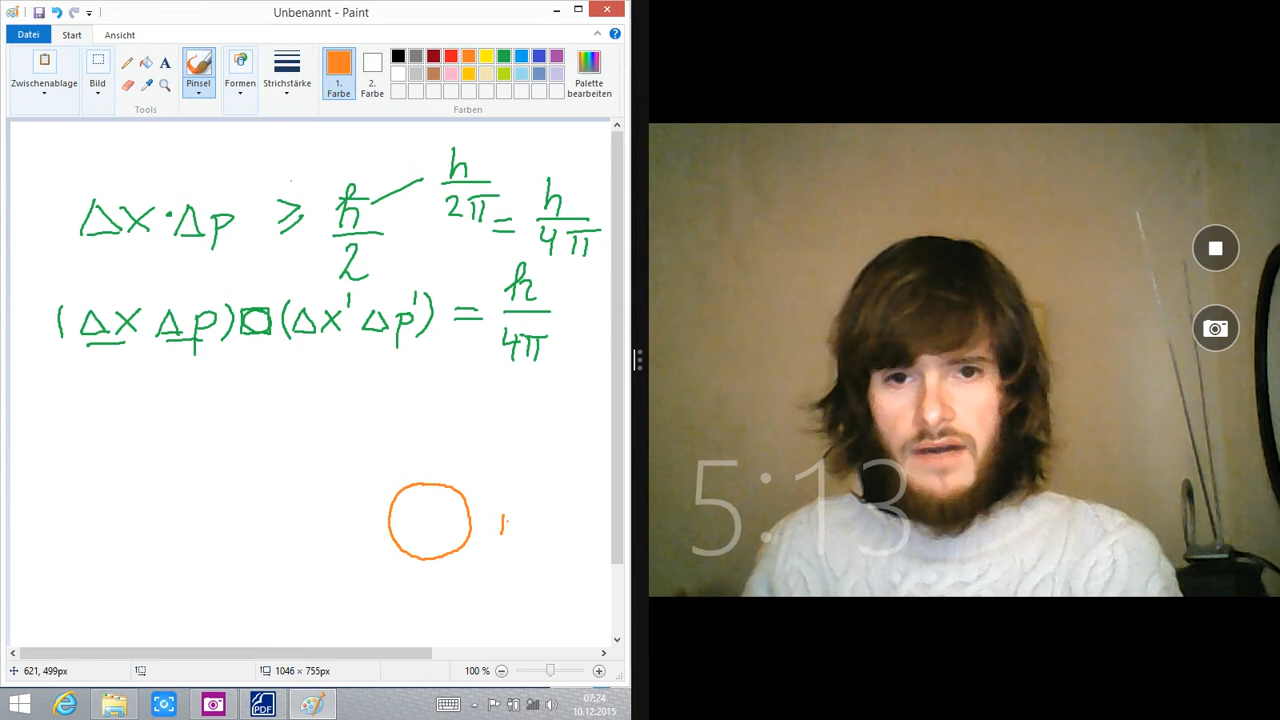 Unbenannt - Paint
Datei Start Ansicht
Zwischenablage
Bild
Tools
Pinsel
Formen
Strichstärke
1. Farbe
2. Farbe
Palette bearbeiten
Farben
Δx·Δp ≥ ħ/2
h/2π
= h/4π
(Δx Δp) □ (Δx' Δp') = ħ/4π
5:13
621, 499px
1046 × 755px
100 %
07:24
10.12.2015
PDF